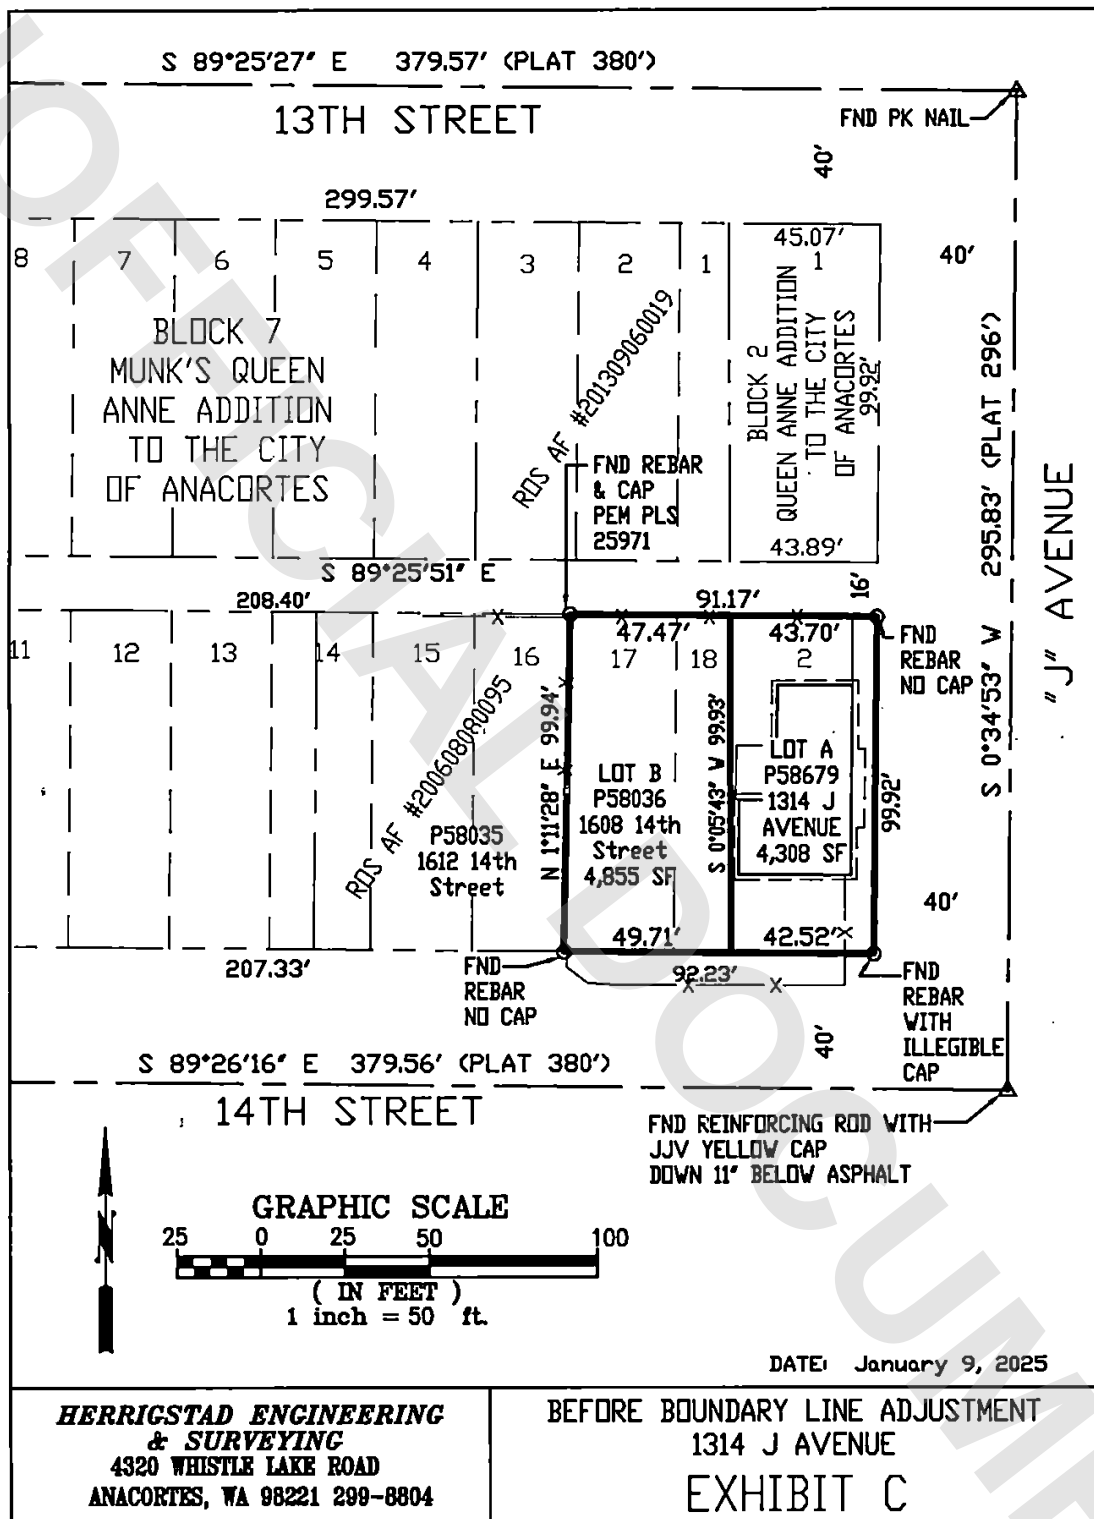 S 89°25'27" E 379.57' (PLAT 380')
13TH STREET
FND PK NAIL
40'
299.57'
8 7 6 5 4 3 2 1
45.07'
1
40'
BLOCK 7
MUNK'S QUEEN
ANNE ADDITION
TO THE CITY
OF ANACORTES
ROS AF #201309060019
BLOCK 2
QUEEN ANNE ADDITION
TO THE CITY
OF ANACORTES
99.92'
S 0°34'53" W 295.83' (PLAT 296')
"J" AVENUE
FND REBAR
& CAP
PEM PLS
25971
43.89'
S 89°25'51" E
16'
208.40'
91.17'
47.47'
43.70'
11 12 13 14 15 16 17 18 2
FND
REBAR
NO CAP
ROS AF #200608080095
N 1°11'28" E 99.94'
S 0°05'43" W 99.93'
99.92'
LOT A
P58679
1314 J
AVENUE
4,308 SF
LOT B
P58036
1608 14th
Street
4,855 SF
P58035
1612 14th
Street
40'
49.71'
42.52'
207.33'
92.23'
FND
REBAR
NO CAP
FND
REBAR
WITH
ILLEGIBLE
CAP
40'
S 89°26'16" E 379.56' (PLAT 380')
14TH STREET
FND REINFORCING ROD WITH
JJV YELLOW CAP
DOWN 11" BELOW ASPHALT
N
GRAPHIC SCALE
25 0 25 50 100
( IN FEET )
1 inch = 50 ft.
DATE: January 9, 2025
HERRIGSTAD ENGINEERING
& SURVEYING
4320 WHISTLE LAKE ROAD
ANACORTES, WA 98221 299-8804
BEFORE BOUNDARY LINE ADJUSTMENT
1314 J AVENUE
EXHIBIT C
OFFICIAL DOCUME